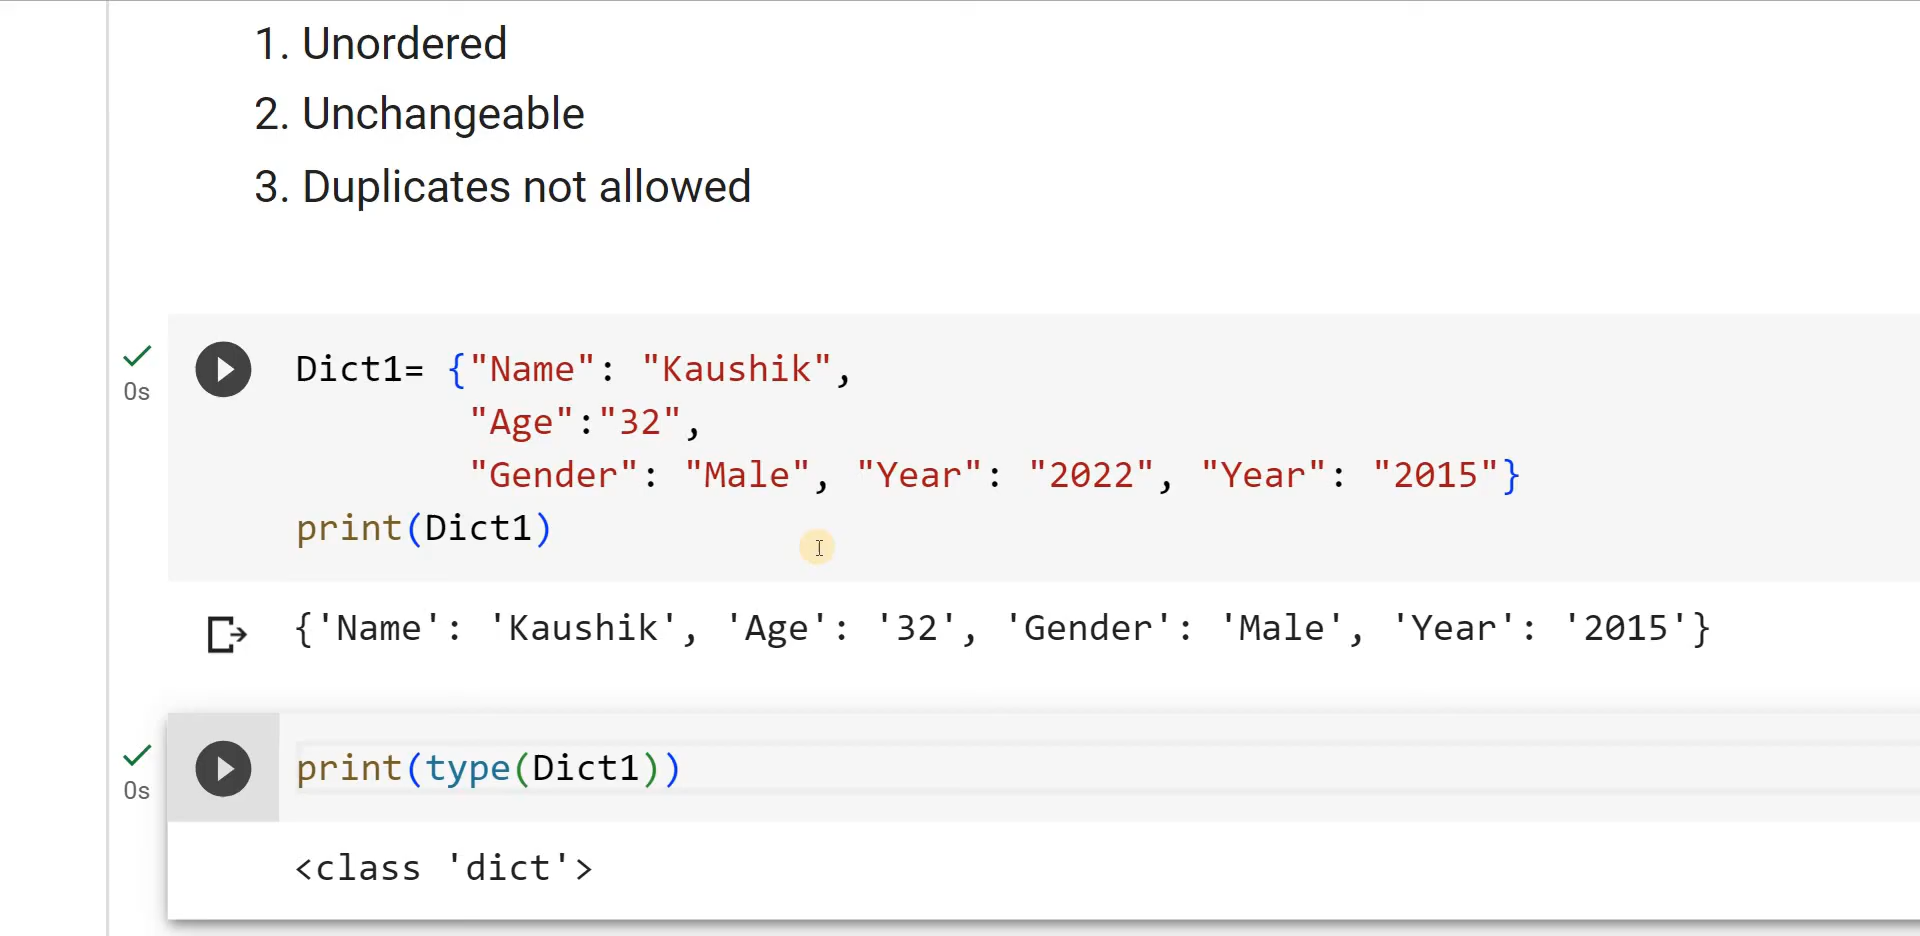 1. Unordered
2. Unchangeable
3. Duplicates not allowed
0s
Dict1= {"Name": "Kaushik",
"Age":"32",
"Gender": "Male", "Year": "2022", "Year": "2015"}
print(Dict1)
{'Name': 'Kaushik', 'Age': '32', 'Gender': 'Male', 'Year': '2015'}
0s
print(type(Dict1))
<class 'dict'>